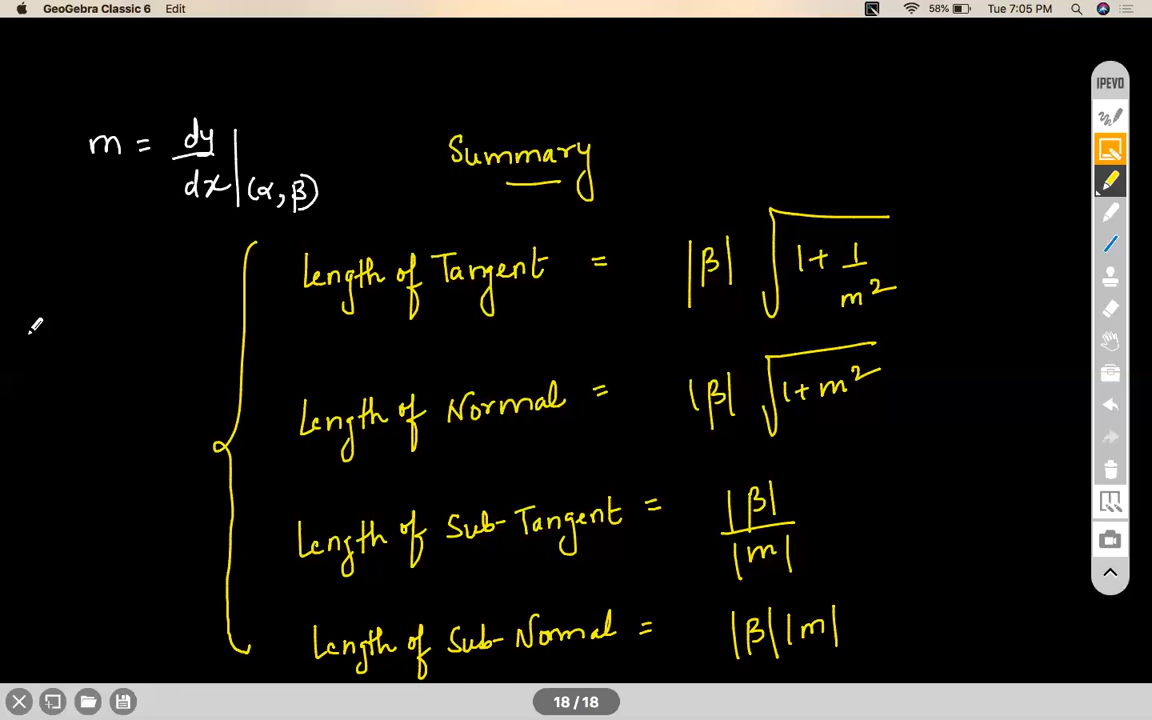 GeoGebra Classic 6 Edit 58% Tue 7:05 PM
IPEVO
m = dy/dx |(α, β)
Summary
Length of Tangent = |β| √(1 + 1/m²)
Length of Normal = |β| √(1 + m²)
Length of Sub-Tangent = |β|/|m|
Length of Sub-Normal = |β| |m|
18 / 18